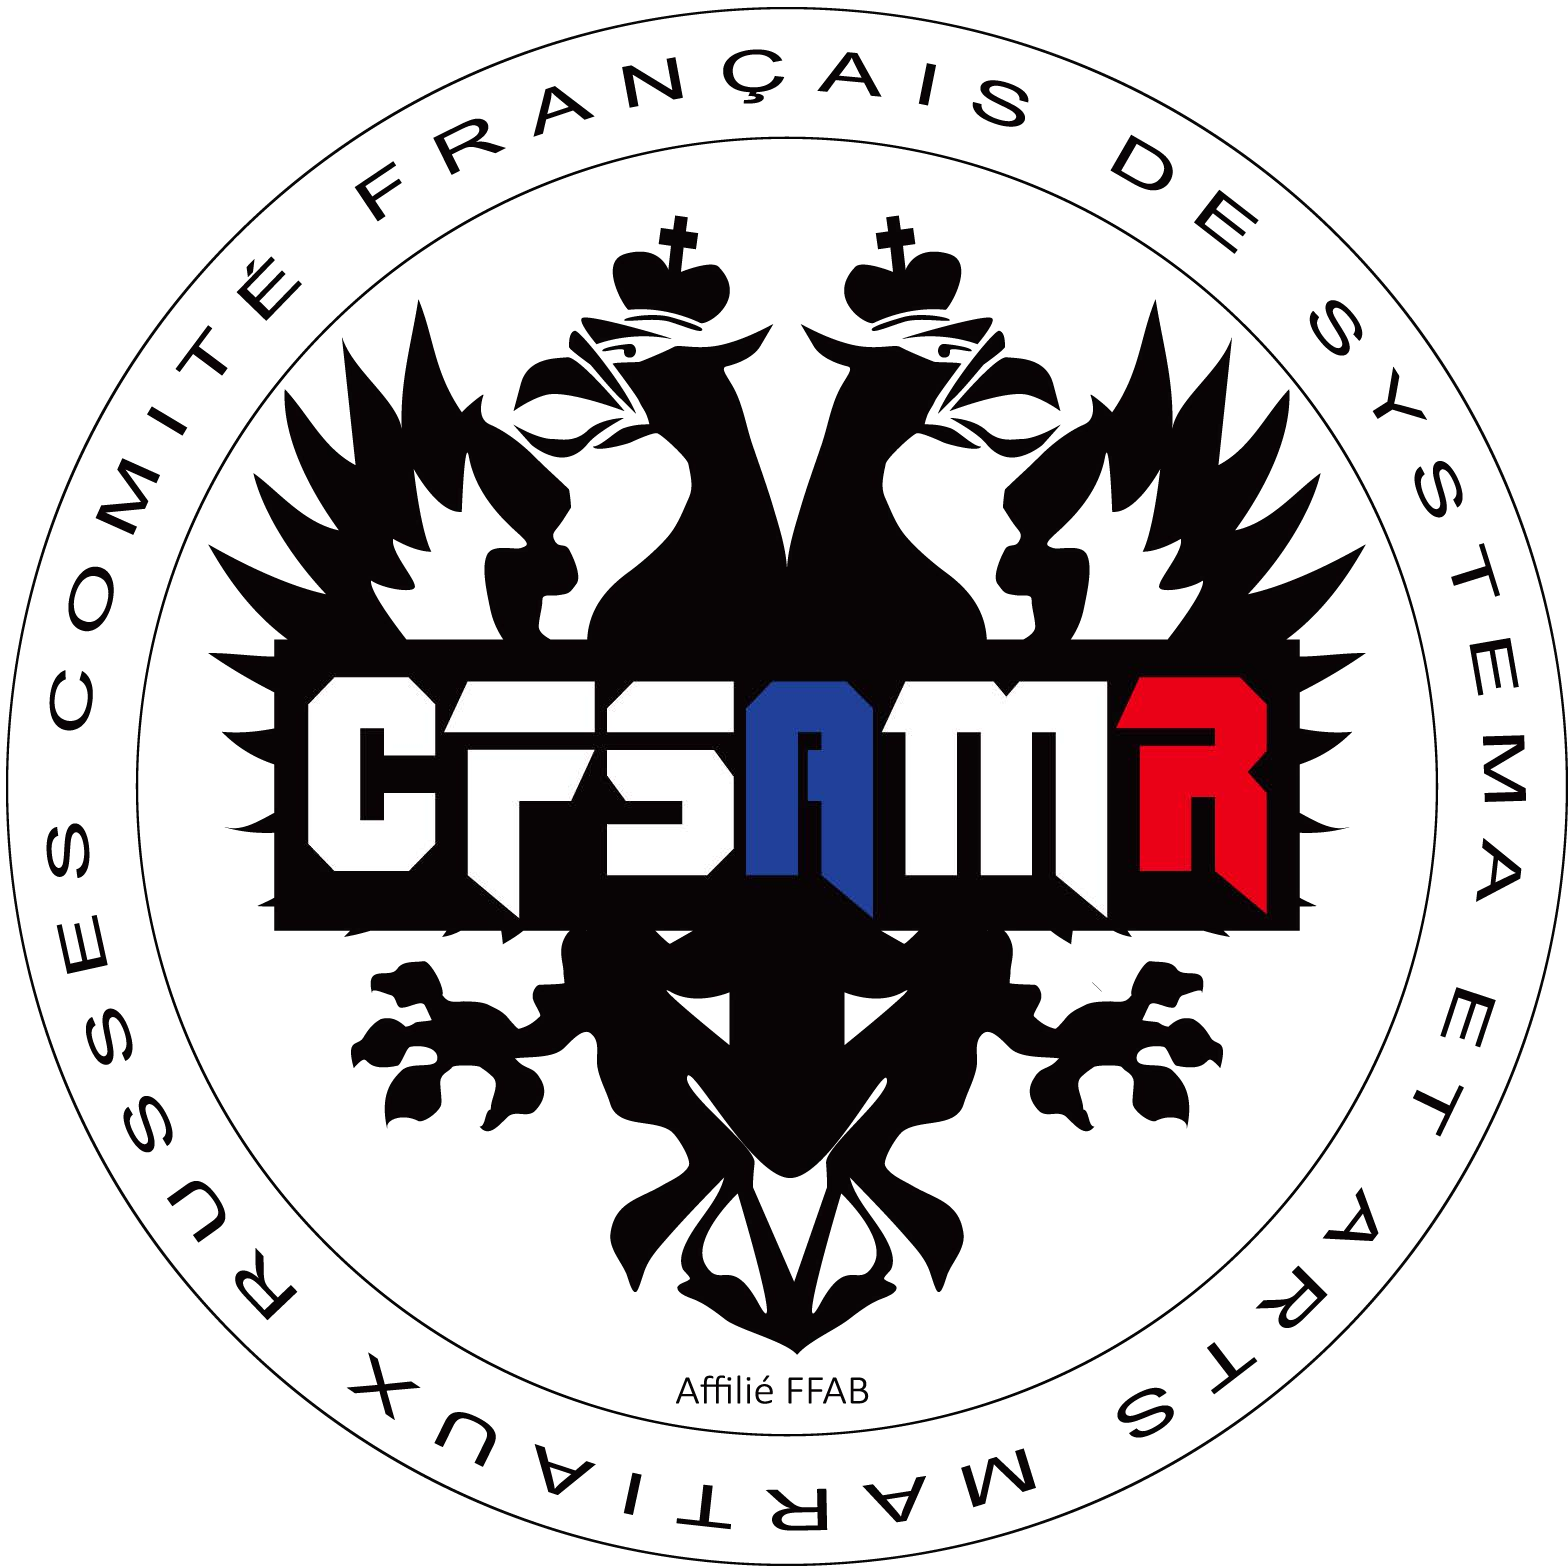 COMITÉ FRANÇAIS DE SYSTEMA ET ARTS MARTIAUX RUSSES
CFSAMR
Affilié FFAB